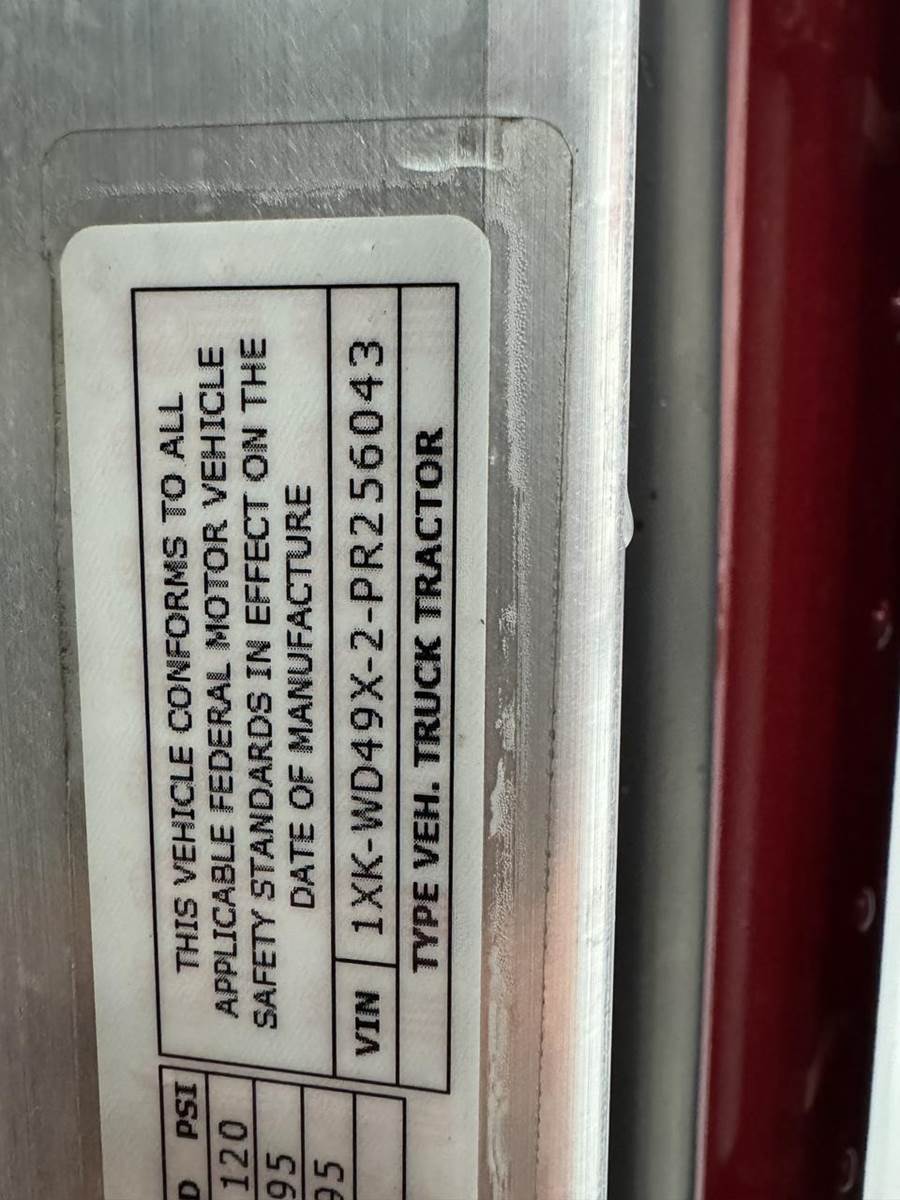 THIS VEHICLE CONFORMS TO ALL
APPLICABLE FEDERAL MOTOR VEHICLE
SAFETY STANDARDS IN EFFECT ON THE
DATE OF MANUFACTURE
VIN 1XK-WD49X-2-PR256043
TYPE VEH. TRUCK TRACTOR
D PSI
120
95
95